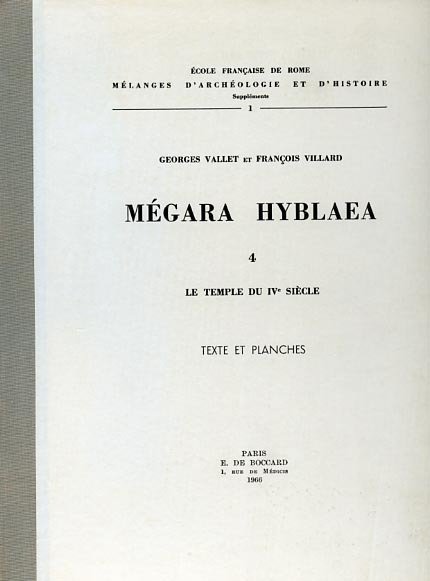 ÉCOLE FRANÇAISE DE ROME
MÉLANGES D'ARCHÉOLOGIE ET D'HISTOIRE
Suppléments
1
GEORGES VALLET ET FRANÇOIS VILLARD
MÉGARA HYBLAEA
4
LE TEMPLE DU IVe SIÈCLE
TEXTE ET PLANCHES
PARIS
E. DE BOCCARD
1, RUE DE MÉDICIS
1966